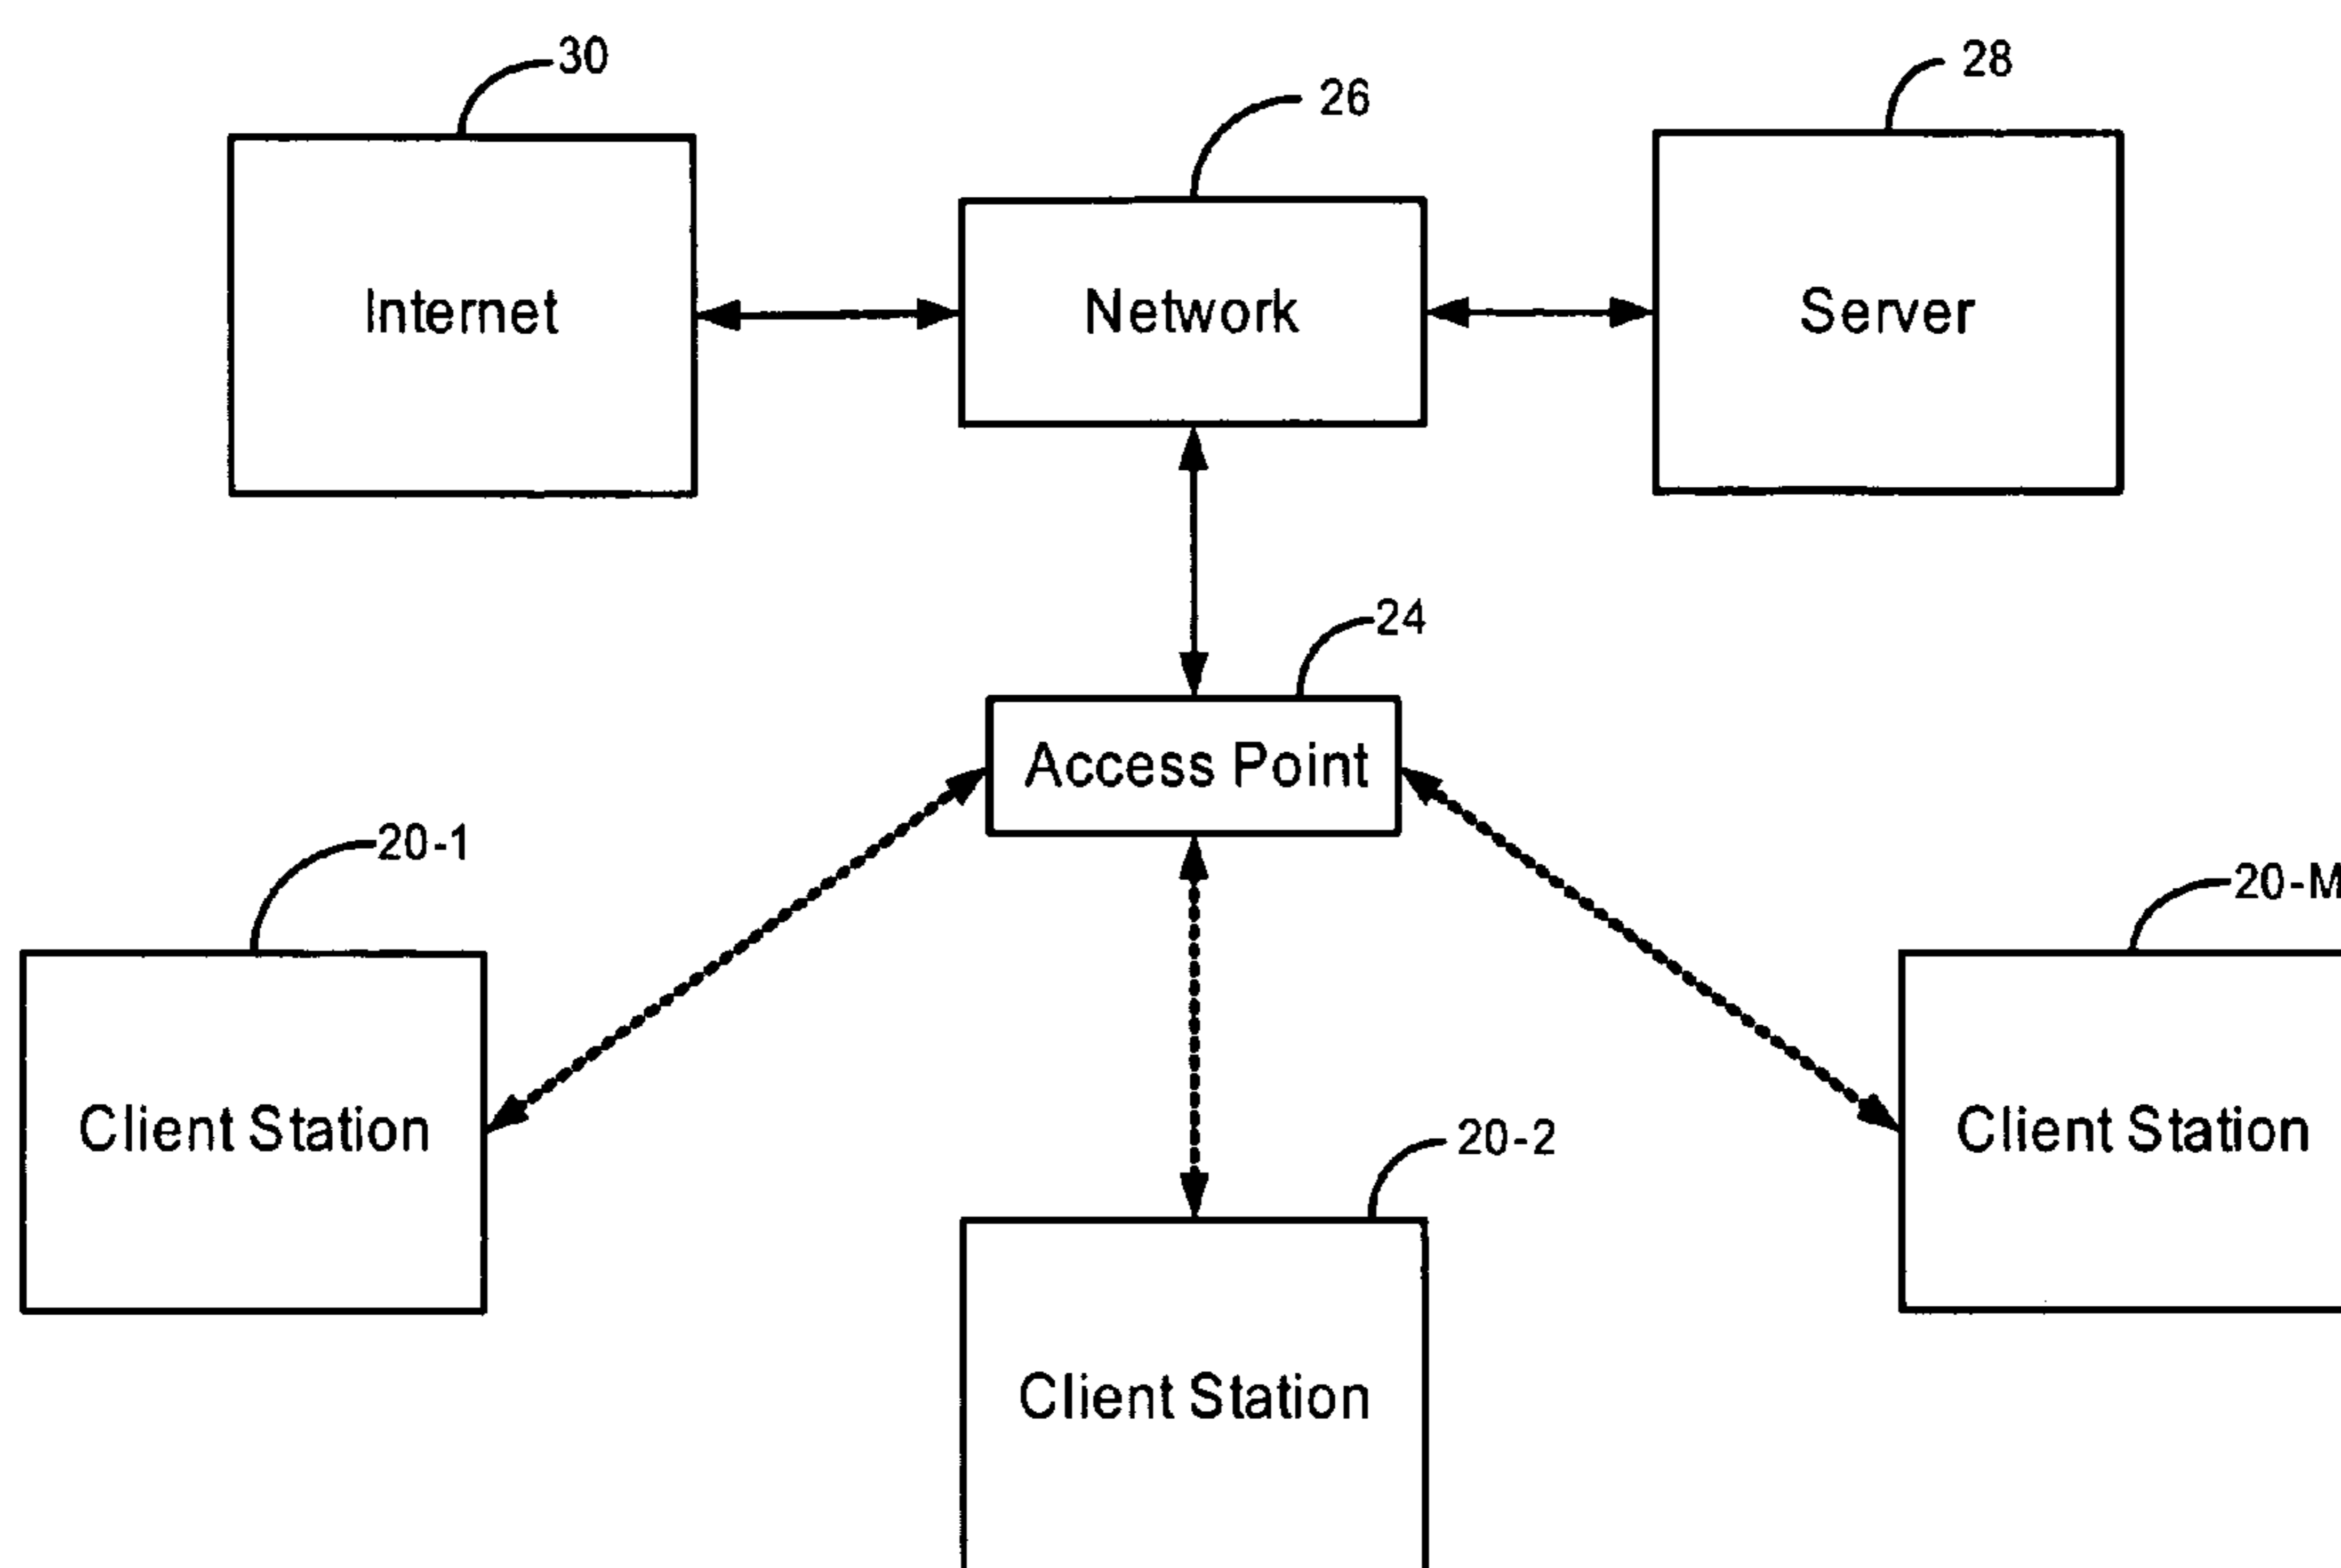 30
26
28
Internet
Network
Server
24
Access Point
20-1
20-M
Client Station
Client Station
20-2
Client Station